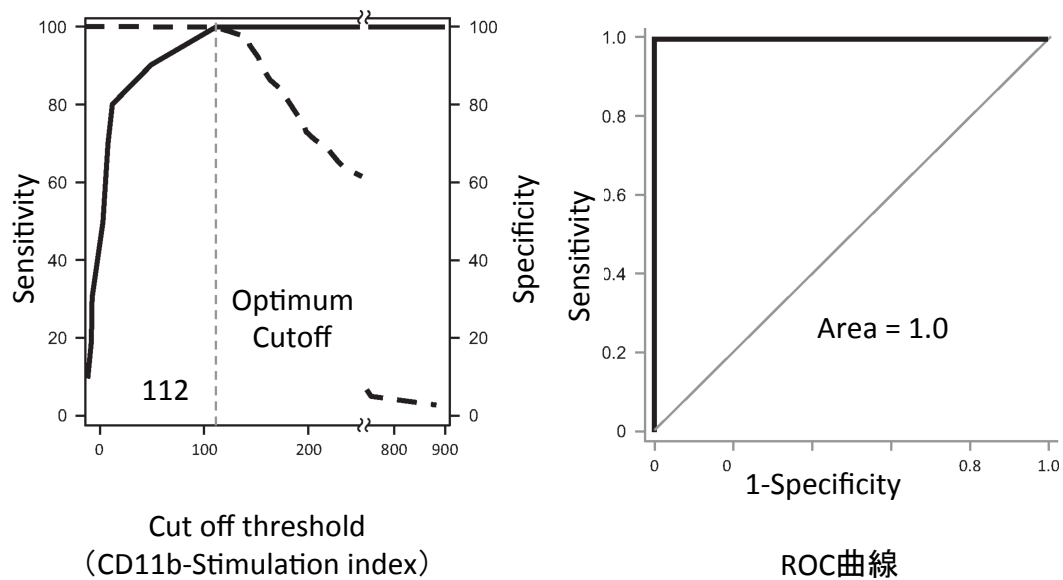 100
80
60
40
20
0
Sensitivity
100
80
60
40
20
0
Specificity
Optimum
Cutoff
112
0
100
200
800
900
Cut off threshold
（CD11b-Stimulation index）
1.0
0.8
0.6
0.4
0.2
0
Sensitivity
Area = 1.0
0
0
0.8
1.0
1-Specificity
ROC曲線